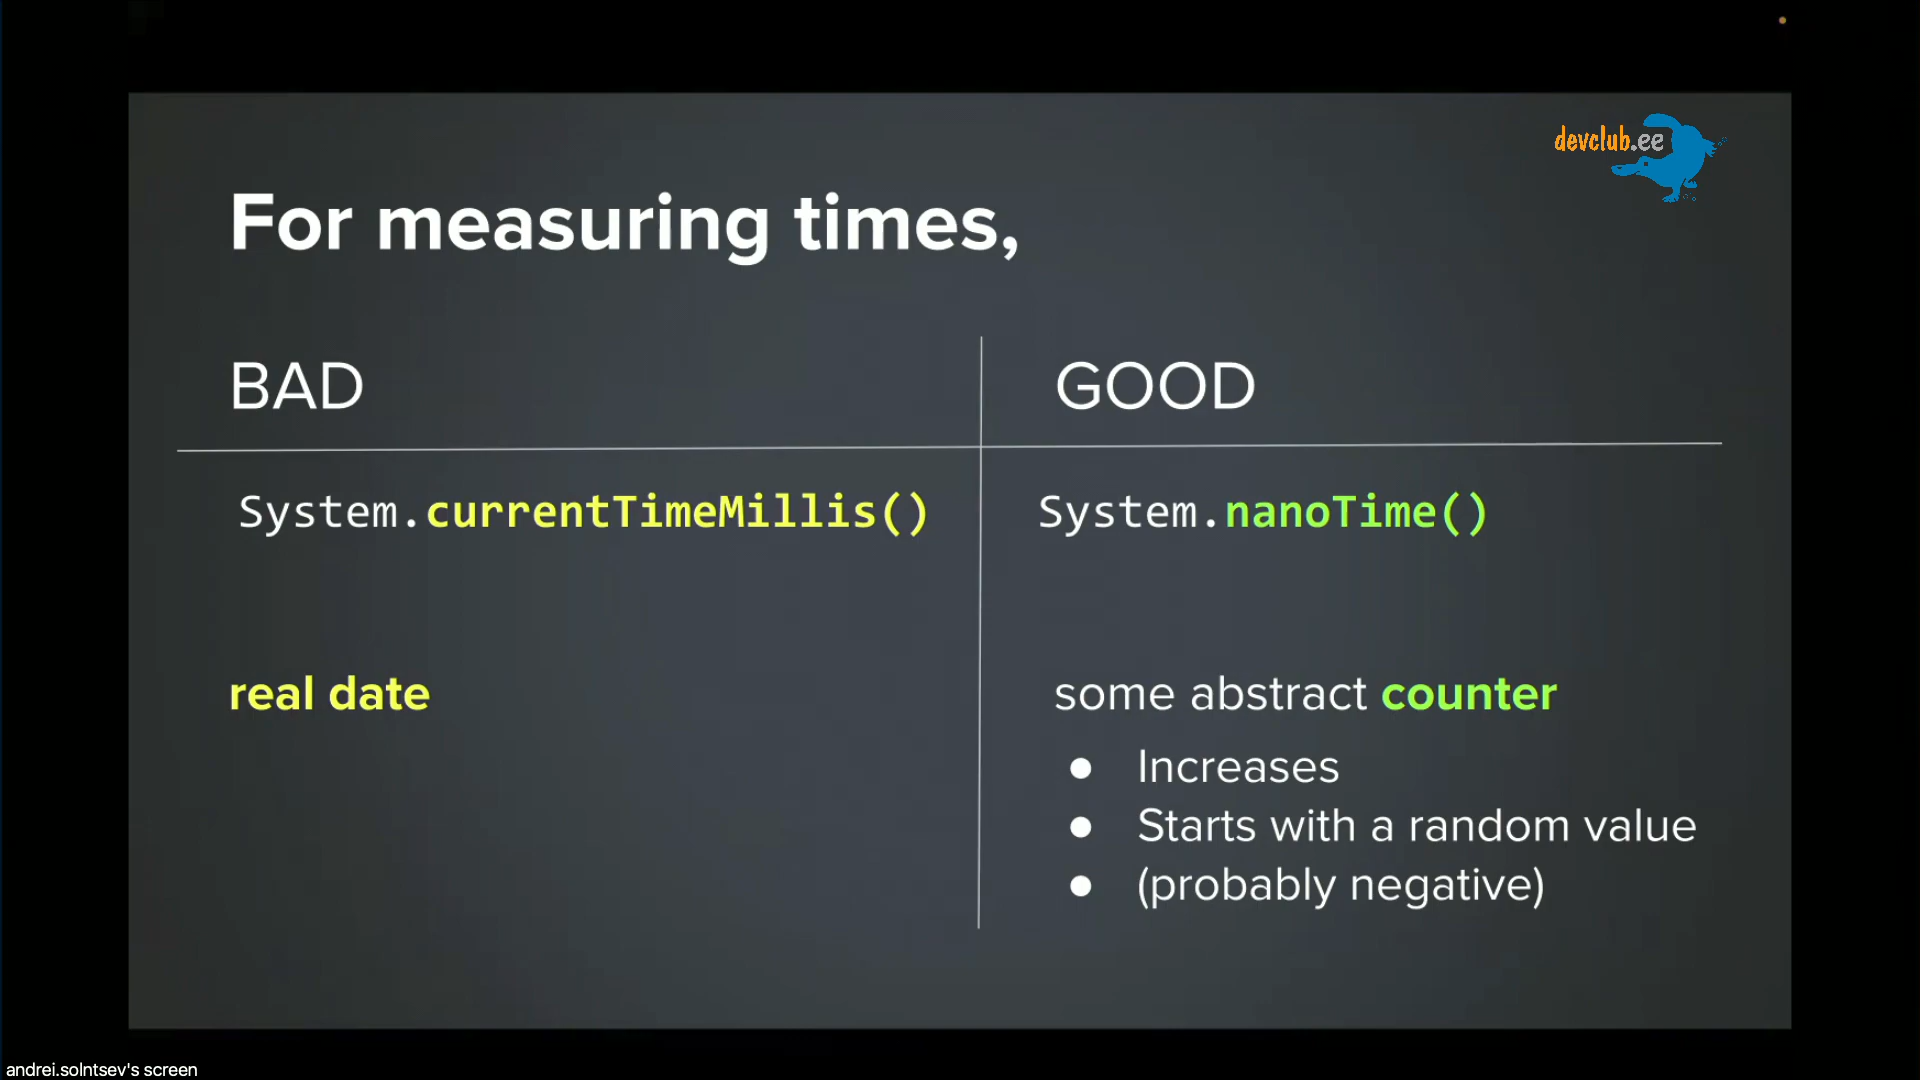 devclub.ee
For measuring times,
BAD
GOOD
System.currentTimeMillis()
System.nanoTime()
real date
some abstract counter
● Increases
● Starts with a random value
● (probably negative)
andrei.solntsev's screen